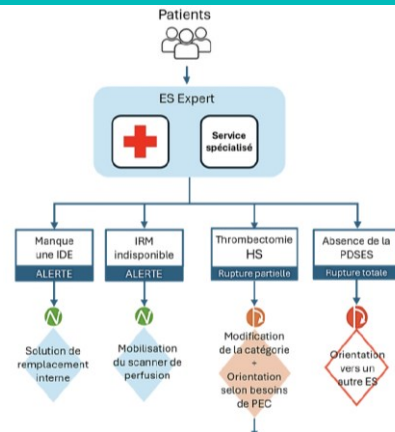 Patients
ES Expert
Service
spécialisé
Manque
une IDE
ALERTE
IRM
indisponible
ALERTE
Thrombectomie
HS
Rupture partielle
Absence de la
PDSES
Rupture totale
N
N
Solution de
remplacement
interne
Mobilisation
du scanner de
perfusion
Modification
de la catégorie
+
Orientation
selon besoins
de PEC
Orientation
vers un
autre ES